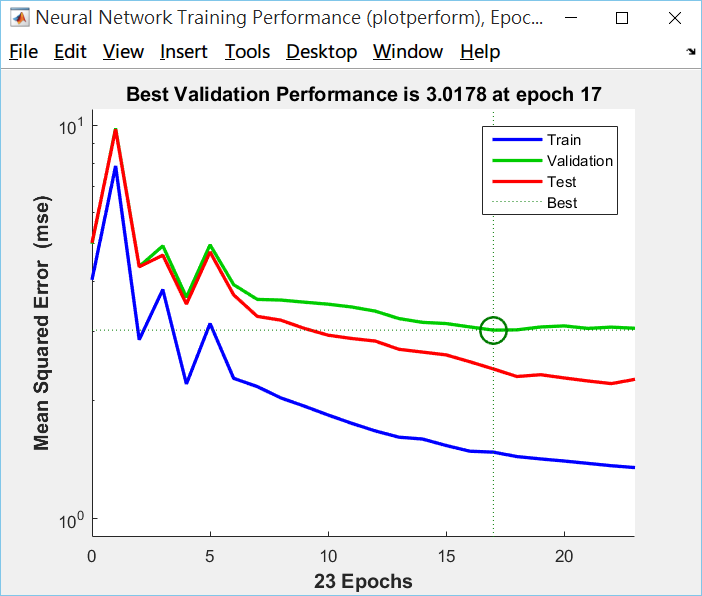 Neural Network Training Performance (plotperform), Epoc...
File Edit View Insert Tools Desktop Window Help
Best Validation Performance is 3.0178 at epoch 17
10^1
10^0
Mean Squared Error (mse)
Train
Validation
Test
Best
0 5 10 15 20
23 Epochs